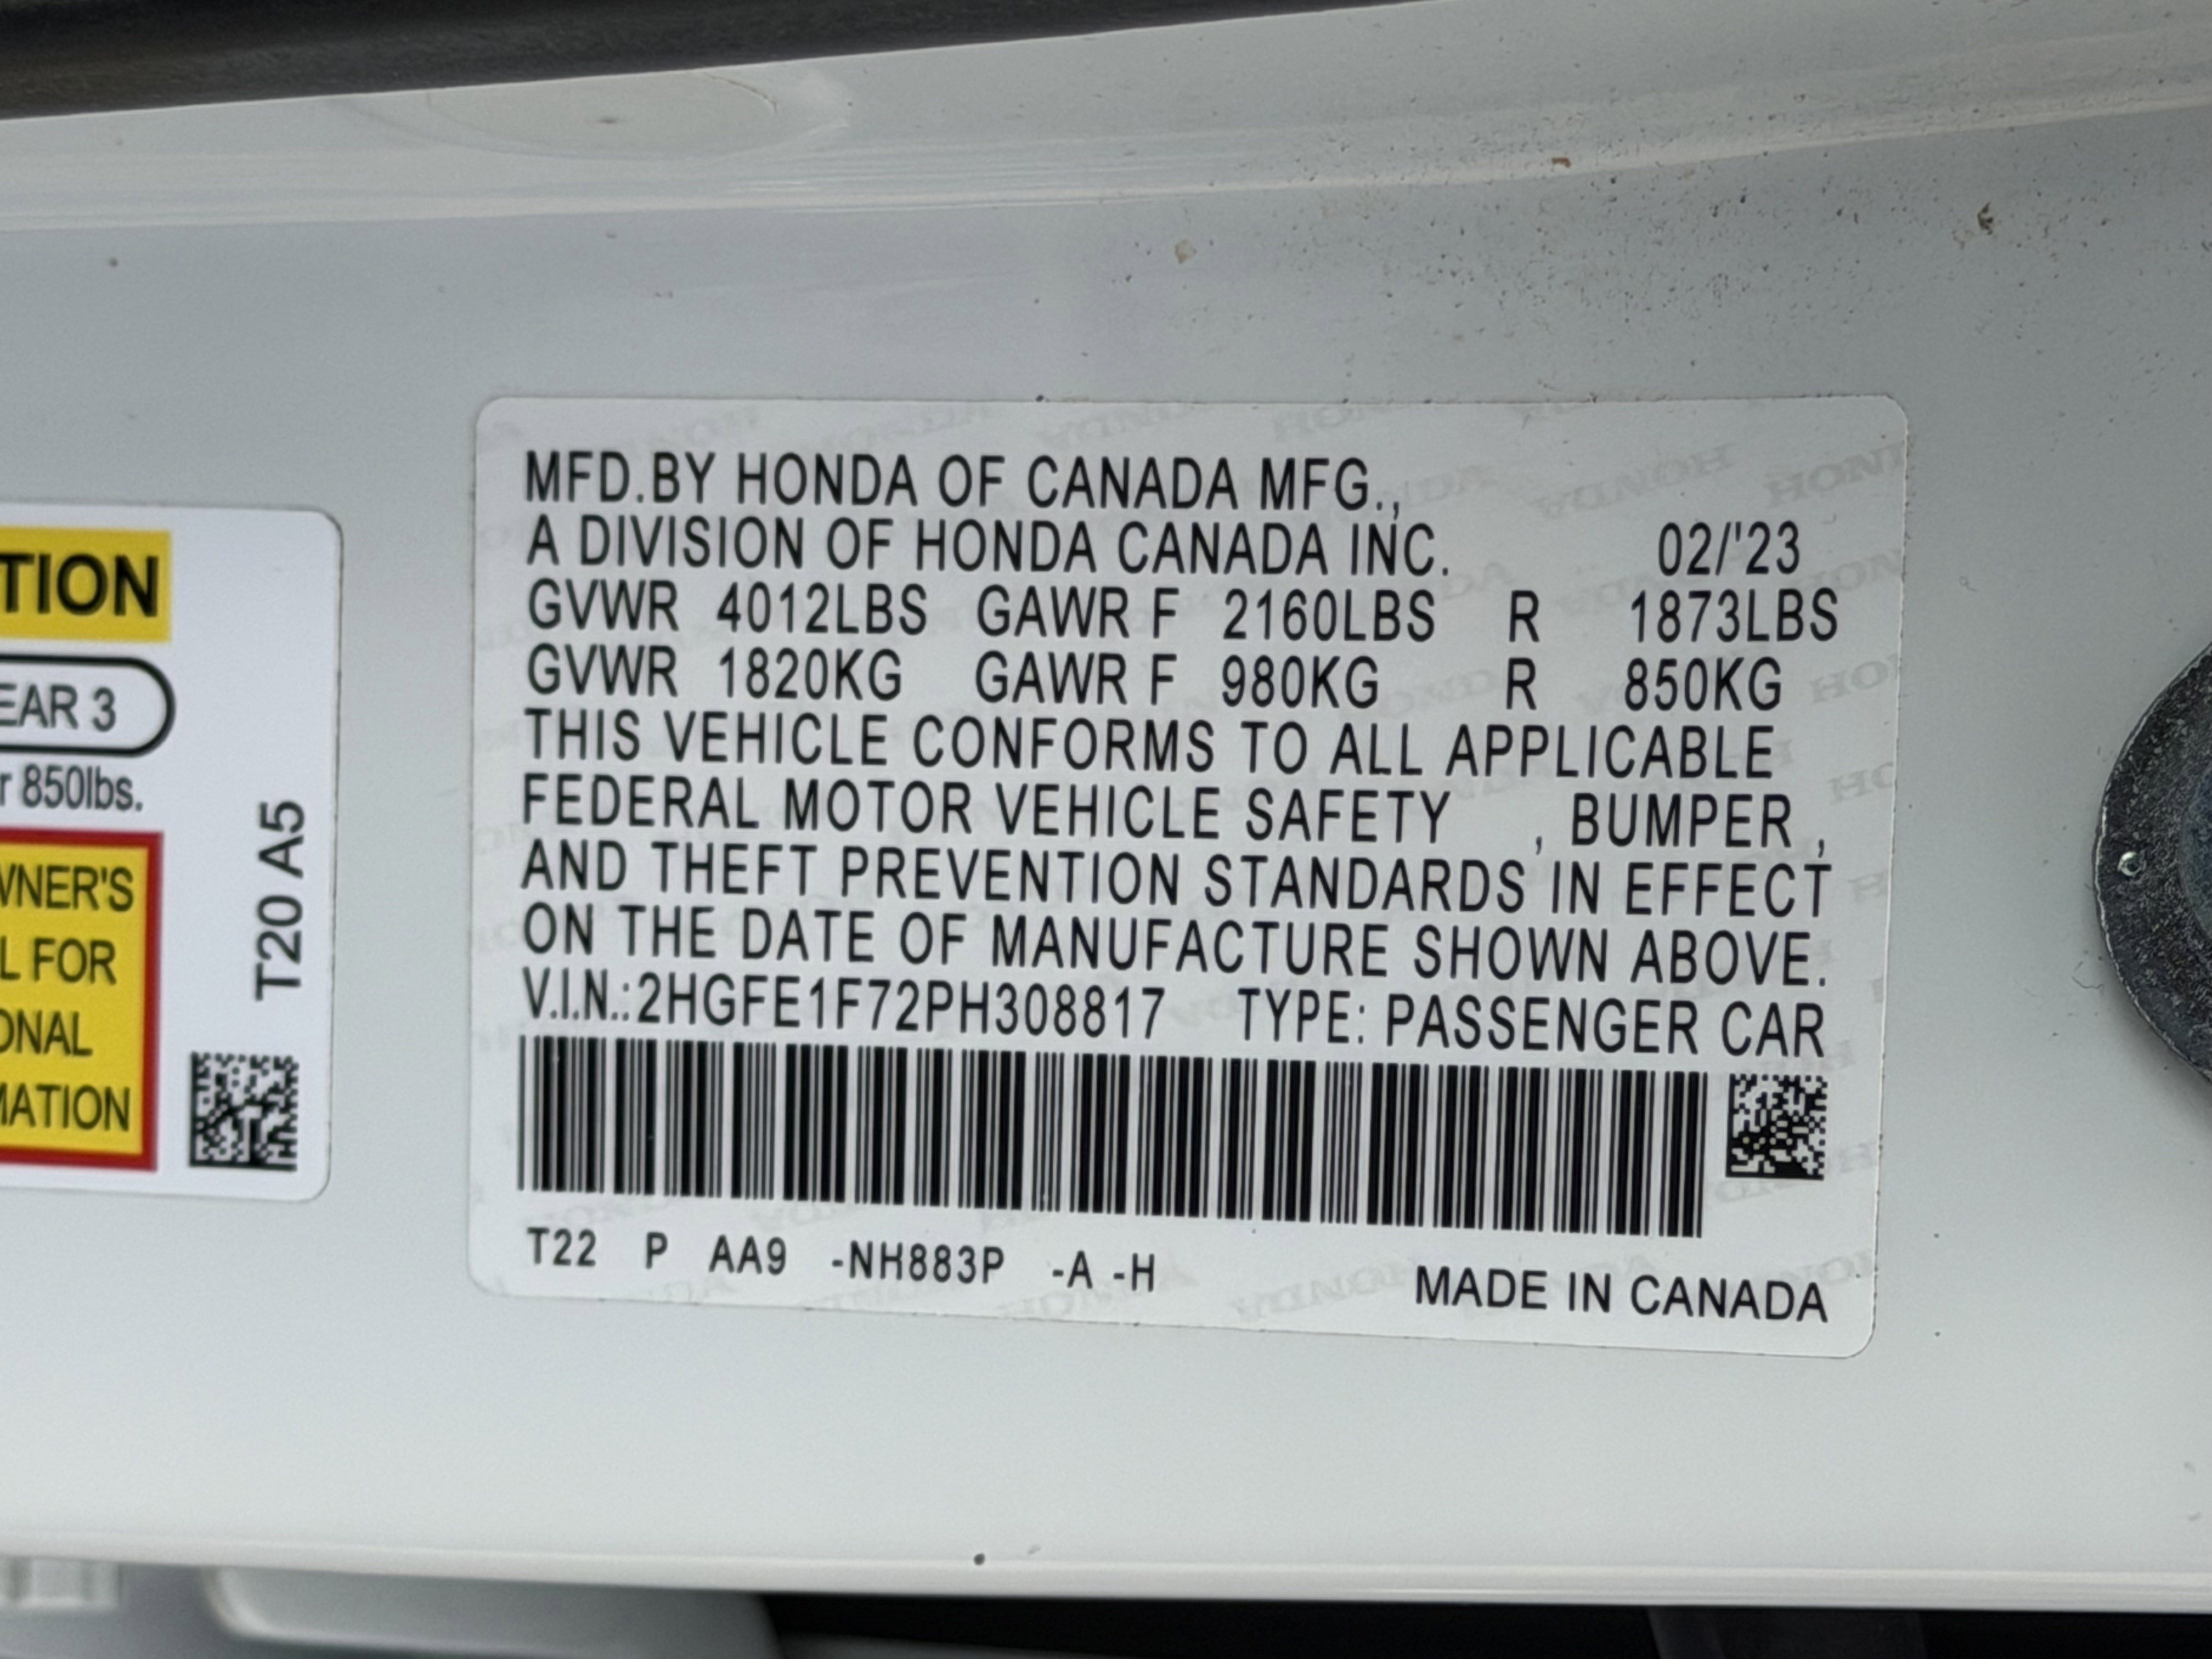 MFD.BY HONDA OF CANADA MFG.,
A DIVISION OF HONDA CANADA INC. 02/'23
GVWR 4012LBS GAWR F 2160LBS R 1873LBS
GVWR 1820KG GAWR F 980KG R 850KG
THIS VEHICLE CONFORMS TO ALL APPLICABLE
FEDERAL MOTOR VEHICLE SAFETY , BUMPER ,
AND THEFT PREVENTION STANDARDS IN EFFECT
ON THE DATE OF MANUFACTURE SHOWN ABOVE.
V.I.N.:2HGFE1F72PH308817 TYPE: PASSENGER CAR
T22 P AA9 -NH883P -A -H
MADE IN CANADA
TION
EAR 3
r 850lbs.
WNER'S
L FOR
ONAL
MATION
T20 A5